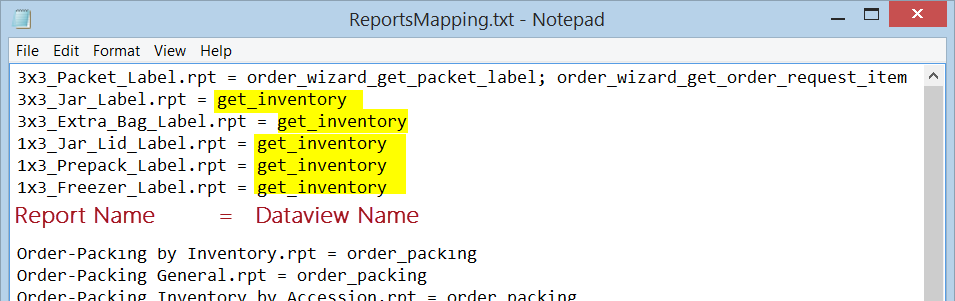 ReportsMapping.txt - Notepad
File Edit Format View Help
3x3_Packet_Label.rpt = order_wizard_get_packet_label; order_wizard_get_order_request_item
3x3_Jar_Label.rpt = get_inventory
3x3_Extra_Bag_Label.rpt = get_inventory
1x3_Jar_Lid_Label.rpt = get_inventory
1x3_Prepack_Label.rpt = get_inventory
1x3_Freezer_Label.rpt = get_inventory
Report Name = Dataview Name
Order-Packing by Inventory.rpt = order_packing
Order-Packing General.rpt = order_packing
Order-Packing Inventory by Accession.rpt = order_packing